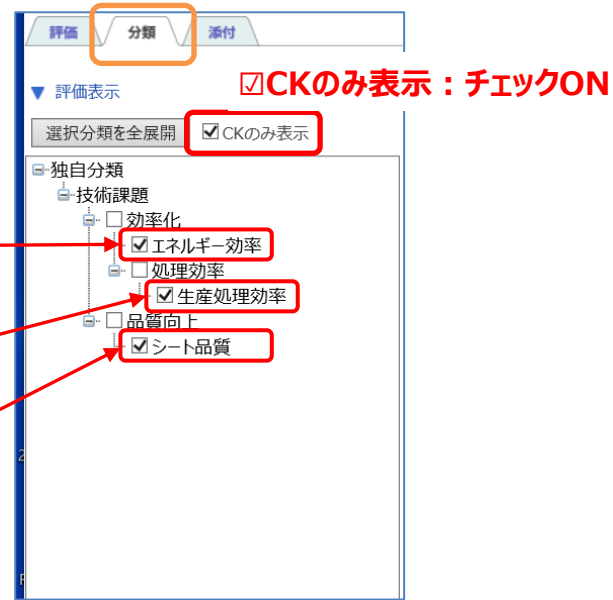 評価 分類 添付
☑CKのみ表示：チェックON
▼ 評価表示
選択分類を全展開 ☑CKのみ表示
独自分類
技術課題
効率化
☑エネルギー効率
処理効率
☑生産処理効率
品質向上
☑シート品質
2
F